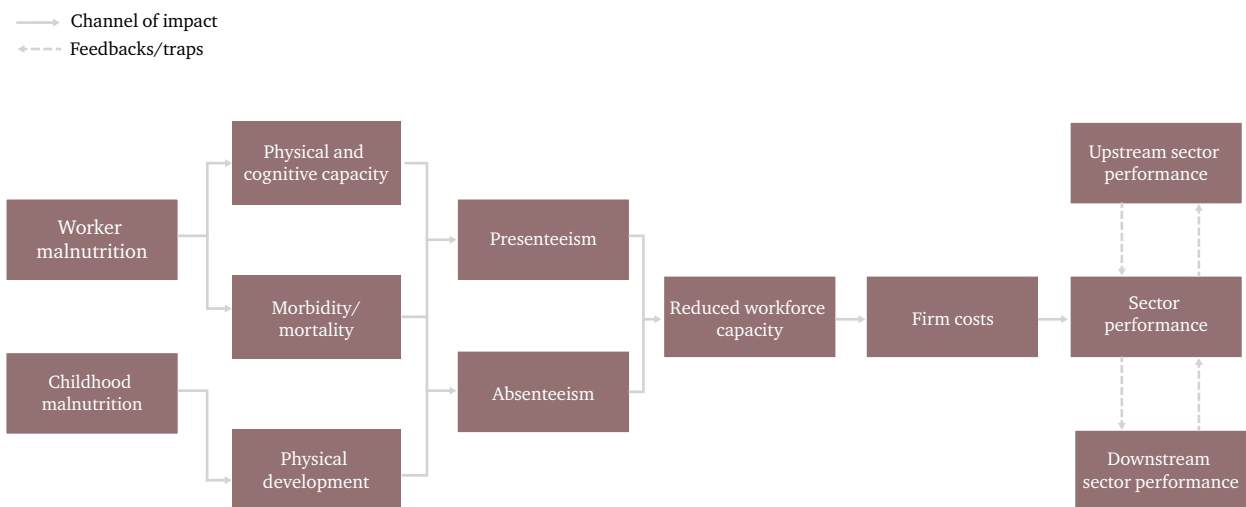 Channel of impact
Feedbacks/traps
Worker
malnutrition
Childhood
malnutrition
Physical and
cognitive capacity
Morbidity/
mortality
Physical
development
Presenteeism
Absenteeism
Reduced workforce
capacity
Firm costs
Upstream sector
performance
Sector
performance
Downstream
sector performance